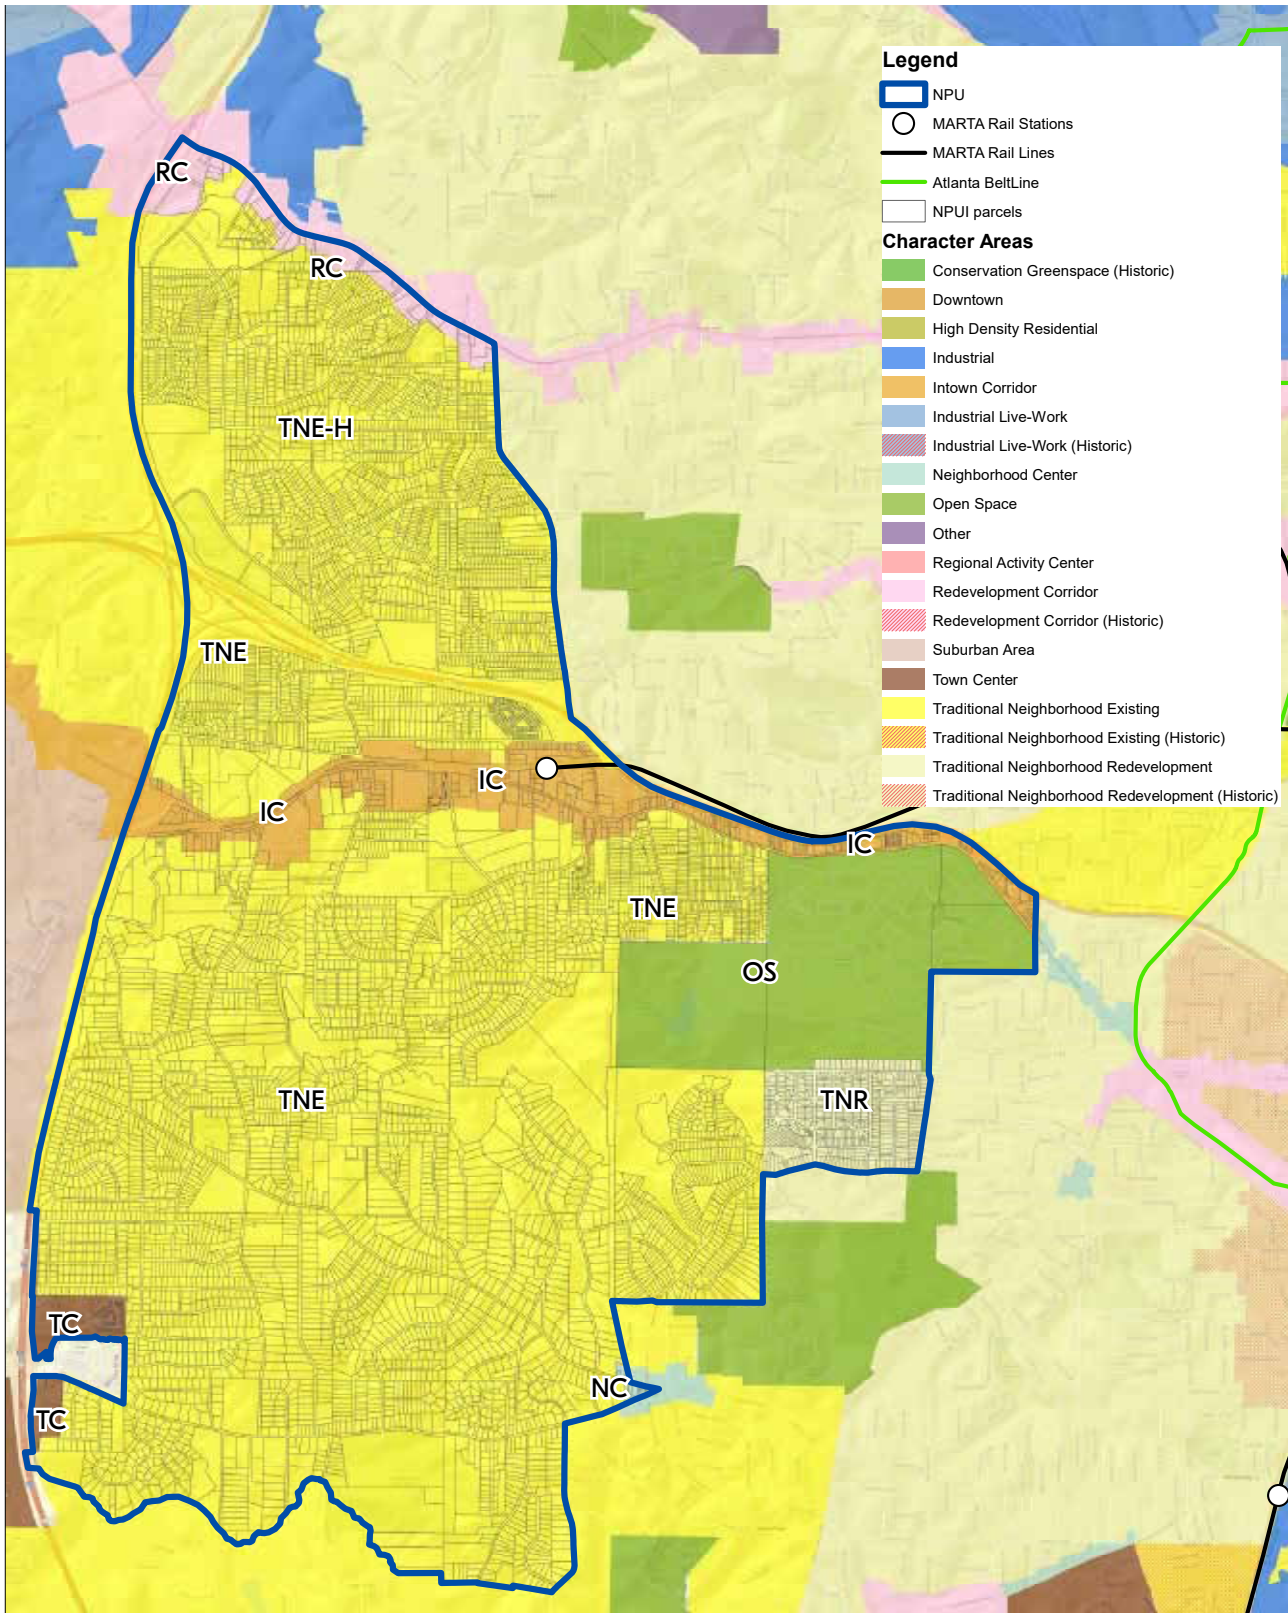 Legend
NPU
MARTA Rail Stations
MARTA Rail Lines
Atlanta BeltLine
NPUI parcels
Character Areas
Conservation Greenspace (Historic)
Downtown
High Density Residential
Industrial
Intown Corridor
Industrial Live-Work
Industrial Live-Work (Historic)
Neighborhood Center
Open Space
Other
Regional Activity Center
Redevelopment Corridor
Redevelopment Corridor (Historic)
Suburban Area
Town Center
Traditional Neighborhood Existing
Traditional Neighborhood Existing (Historic)
Traditional Neighborhood Redevelopment
Traditional Neighborhood Redevelopment (Historic)
RC
RC
TNE-H
TNE
IC
IC
IC
TNE
OS
TNE
TNR
TC
NC
TC